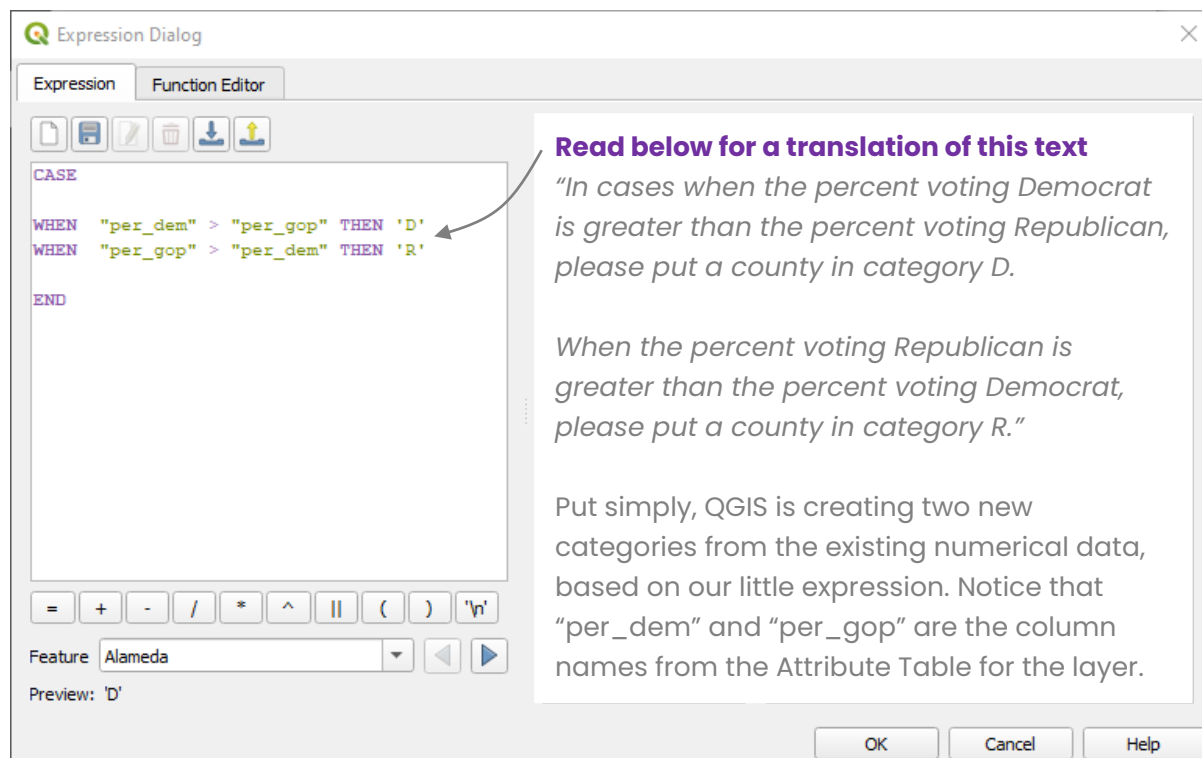 Expression Dialog
Expression Function Editor
CASE
WHEN "per_dem" > "per_gop" THEN 'D'
WHEN "per_gop" > "per_dem" THEN 'R'
END
= + - / * ^ || ( ) '\n'
Feature Alameda
Preview: 'D'
Read below for a translation of this text
“In cases when the percent voting Democrat
is greater than the percent voting Republican,
please put a county in category D.
When the percent voting Republican is
greater than the percent voting Democrat,
please put a county in category R.”
Put simply, QGIS is creating two new
categories from the existing numerical data,
based on our little expression. Notice that
“per_dem” and “per_gop” are the column
names from the Attribute Table for the layer.
OK Cancel Help